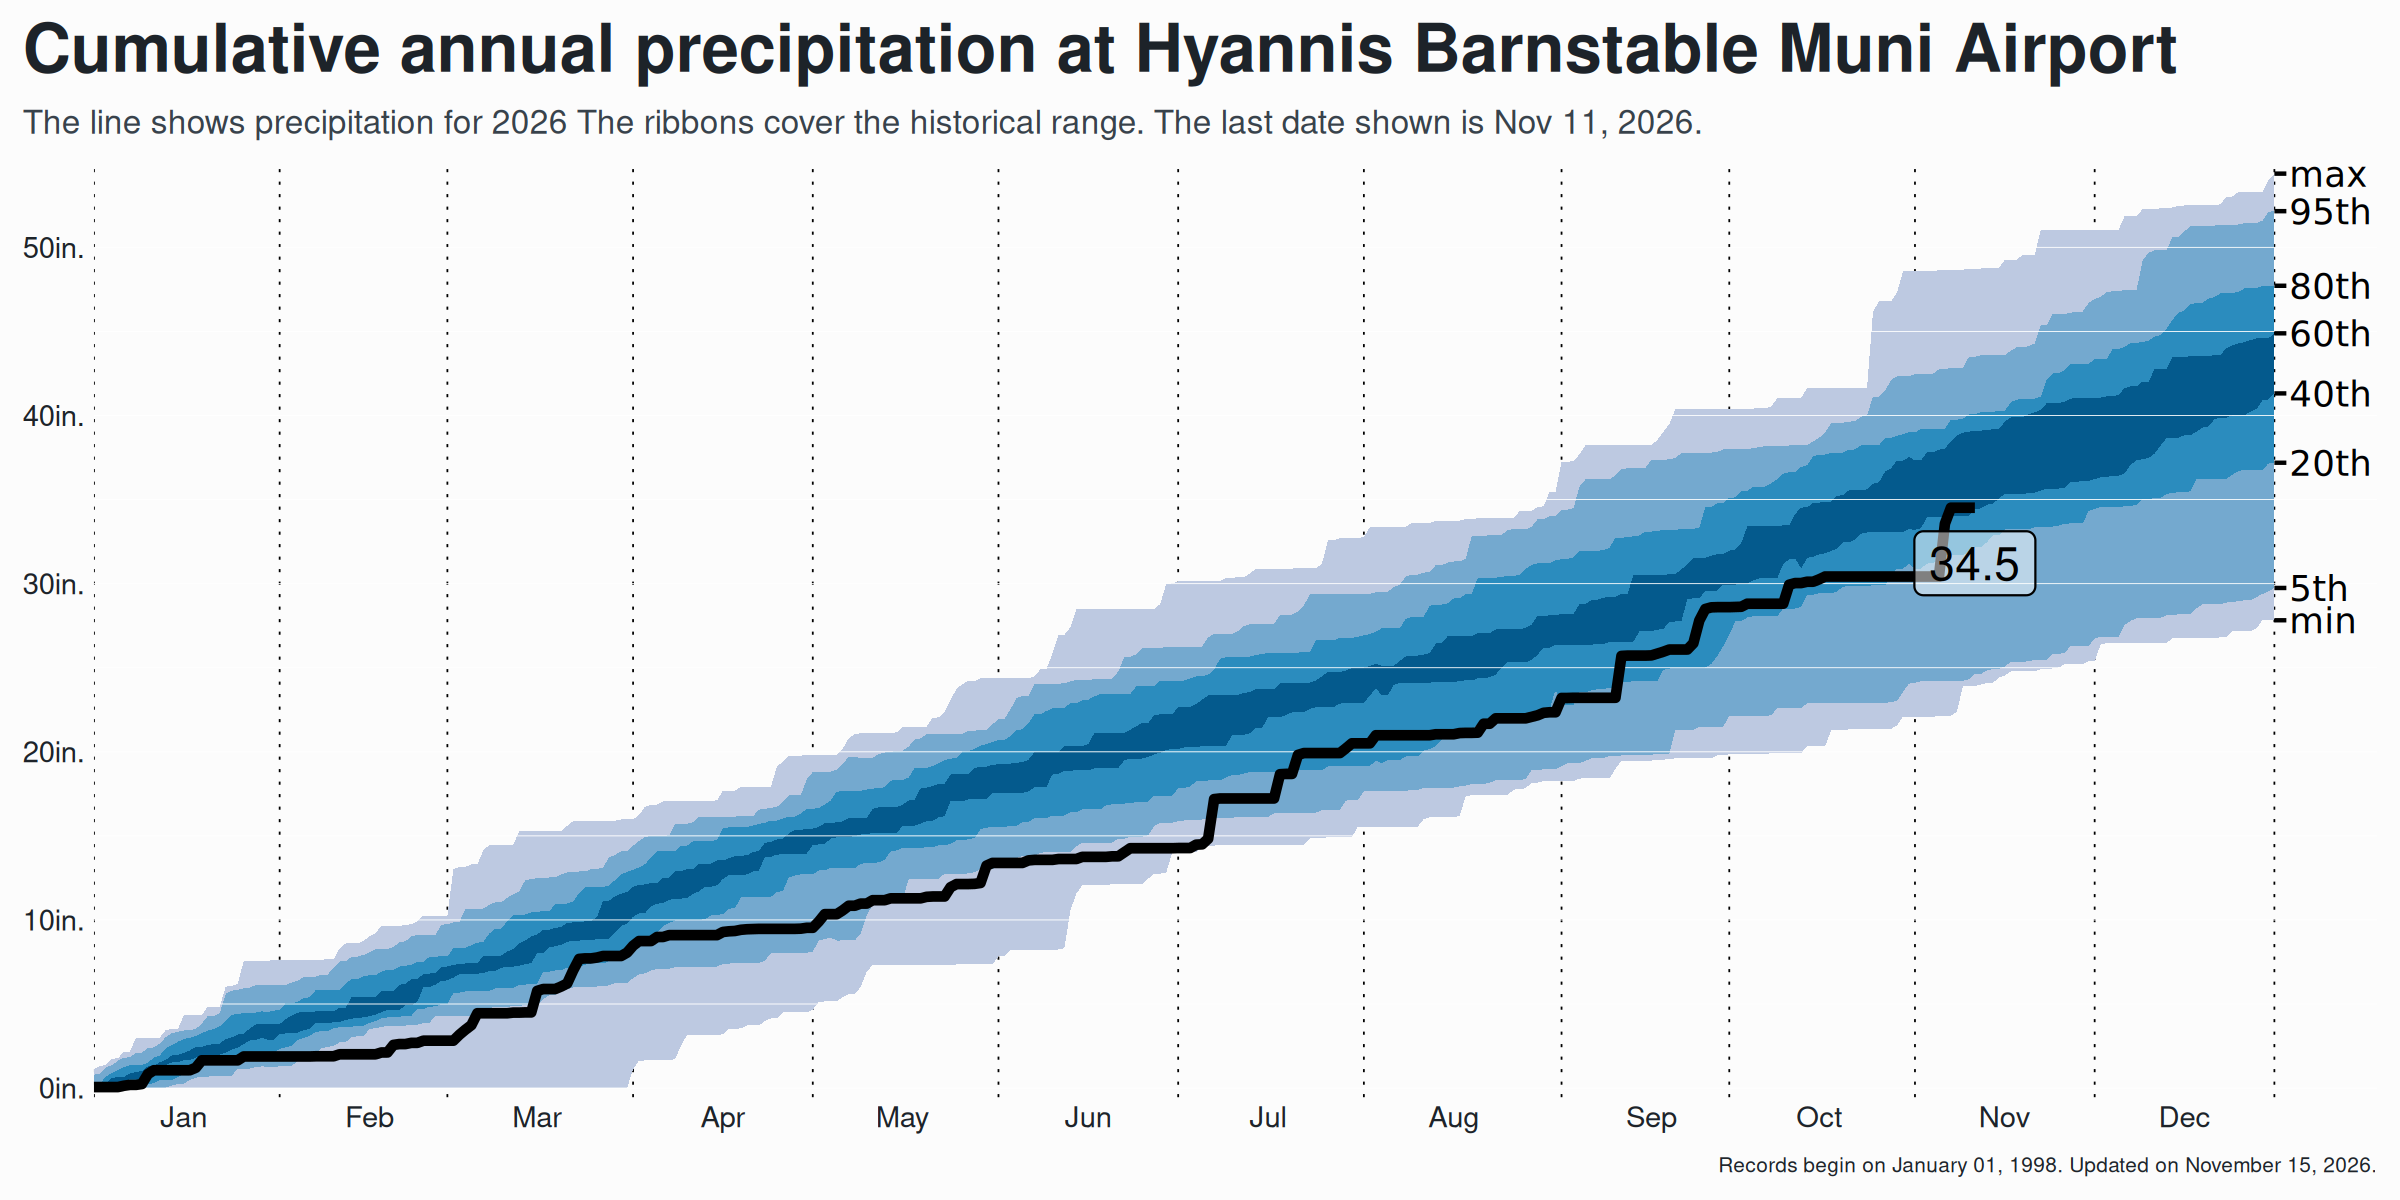 Cumulative annual precipitation at Hyannis Barnstable Muni Airport
The line shows precipitation for 2026 The ribbons cover the historical range. The last date shown is Nov 11, 2026.
max
95th
50in.
80th
60th
40th
40in.
20th
34.5
30in.
5th
min
20in.
10in.
0in.
Jan Feb Mar Apr May Jun Jul Aug Sep Oct Nov Dec
Records begin on January 01, 1998. Updated on November 15, 2026.